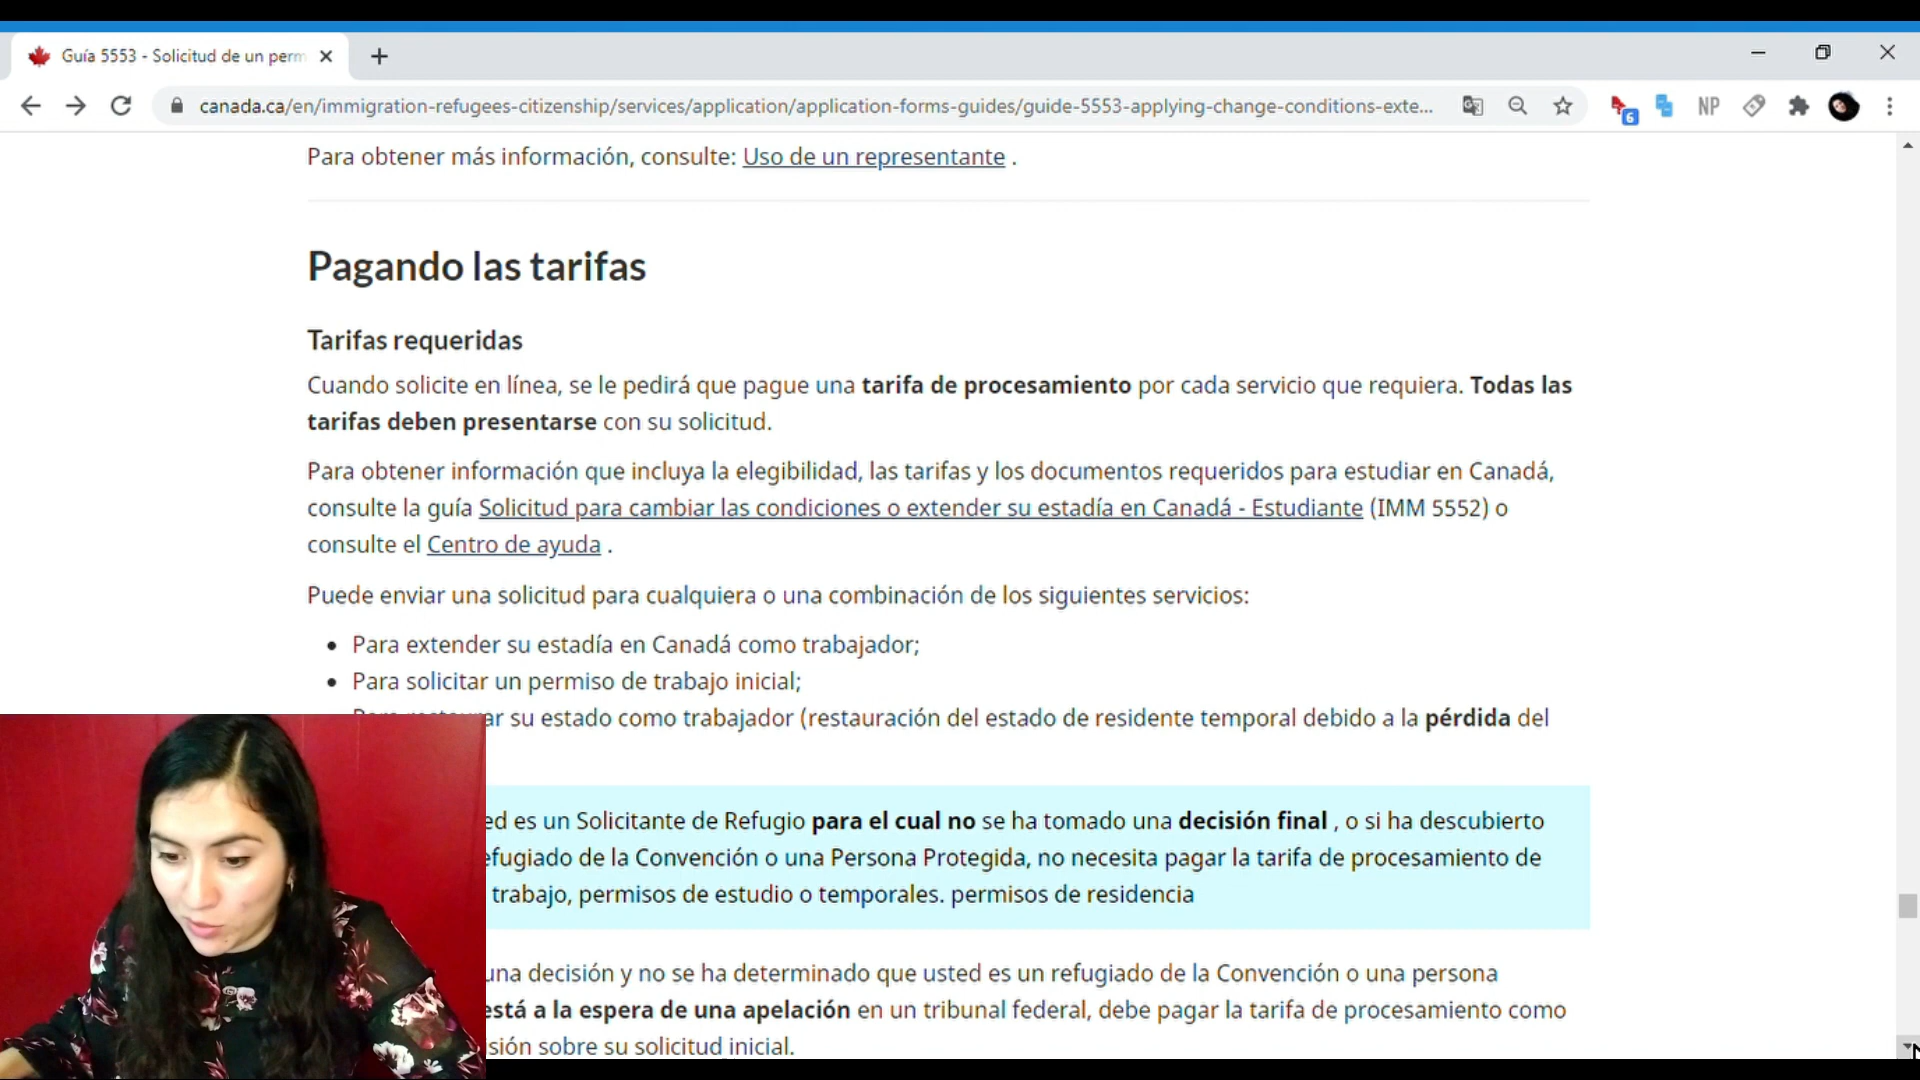 Guía 5553 - Solicitud de un perm
canada.ca/en/immigration-refugees-citizenship/services/application/application-forms-guides/guide-5553-applying-change-conditions-exte...
6
NP
Para obtener más información, consulte: Uso de un representante .
Pagando las tarifas
Tarifas requeridas
Cuando solicite en línea, se le pedirá que pague una tarifa de procesamiento por cada servicio que requiera. Todas las
tarifas deben presentarse con su solicitud.
Para obtener información que incluya la elegibilidad, las tarifas y los documentos requeridos para estudiar en Canadá,
consulte la guía Solicitud para cambiar las condiciones o extender su estadía en Canadá - Estudiante (IMM 5552) o
consulte el Centro de ayuda .
Puede enviar una solicitud para cualquiera o una combinación de los siguientes servicios:
• Para extender su estadía en Canadá como trabajador;
• Para solicitar un permiso de trabajo inicial;
Para restaurar su estado como trabajador (restauración del estado de residente temporal debido a la pérdida del
ed es un Solicitante de Refugio para el cual no se ha tomado una decisión final , o si ha descubierto
efugiado de la Convención o una Persona Protegida, no necesita pagar la tarifa de procesamiento de
trabajo, permisos de estudio o temporales. permisos de residencia
una decisión y no se ha determinado que usted es un refugiado de la Convención o una persona
está a la espera de una apelación en un tribunal federal, debe pagar la tarifa de procesamiento como
sión sobre su solicitud inicial.